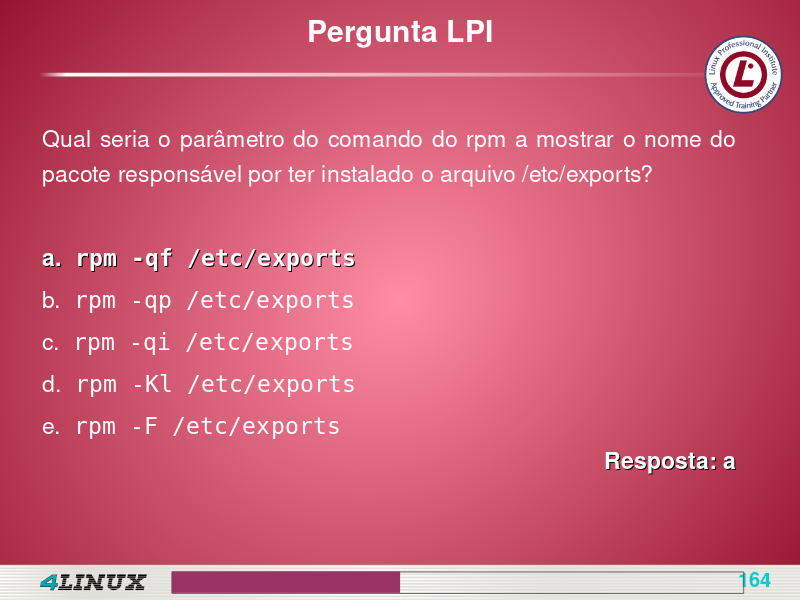 Pergunta LPI
Linux Professional Institute
Approved Training Partner
Qual seria o parâmetro do comando do rpm a mostrar o nome do
pacote responsável por ter instalado o arquivo /etc/exports?
a. rpm -qf /etc/exports
b. rpm -qp /etc/exports
c. rpm -qi /etc/exports
d. rpm -Kl /etc/exports
e. rpm -F /etc/exports
Resposta: a
4LINUX
164